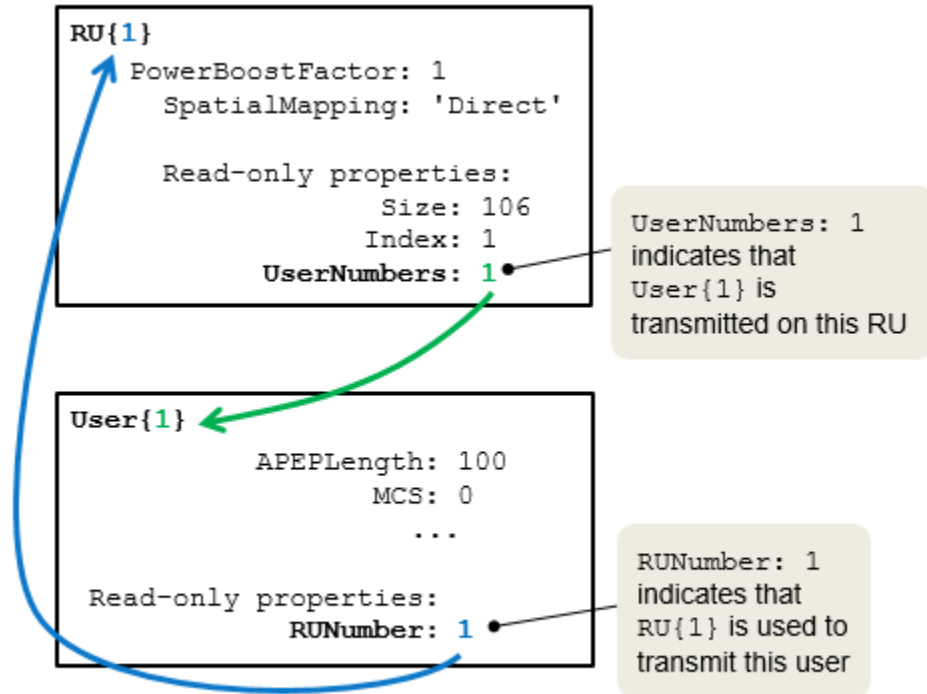 RU{1}
PowerBoostFactor: 1
SpatialMapping: 'Direct'
Read-only properties:
Size: 106
Index: 1
UserNumbers: 1
UserNumbers: 1
indicates that
User{1} is
transmitted on this RU
User{1}
APEPLength: 100
MCS: 0
...
Read-only properties:
RUNumber: 1
RUNumber: 1
indicates that
RU{1} is used to
transmit this user